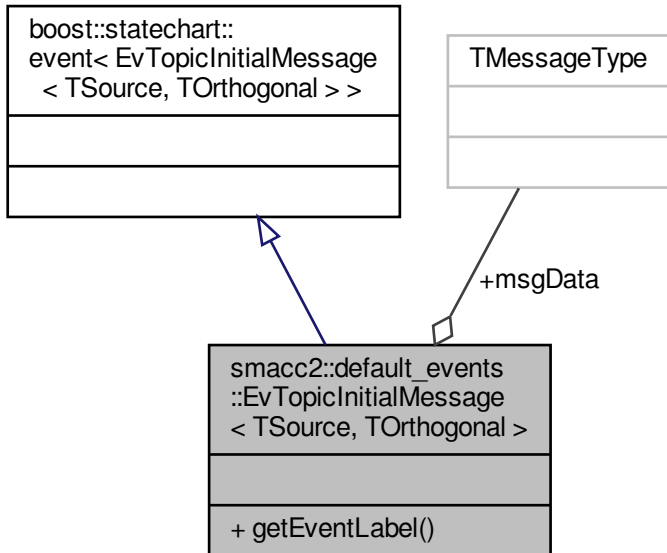 boost::statechart::
event< EvTopicInitialMessage
< TSource, TOrthogonal > >
TMessageType
+msgData
smacc2::default_events
::EvTopicInitialMessage
< TSource, TOrthogonal >
+ getEventLabel()